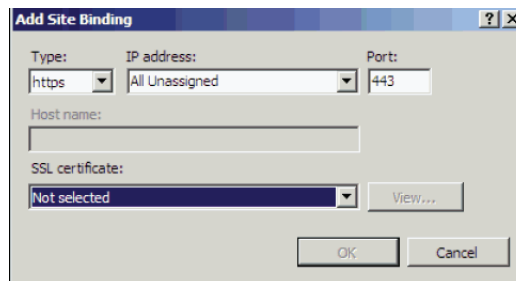 Add Site Binding
Type: IP address: Port:
https All Unassigned 443
Host name:
SSL certificate:
Not selected View...
OK Cancel